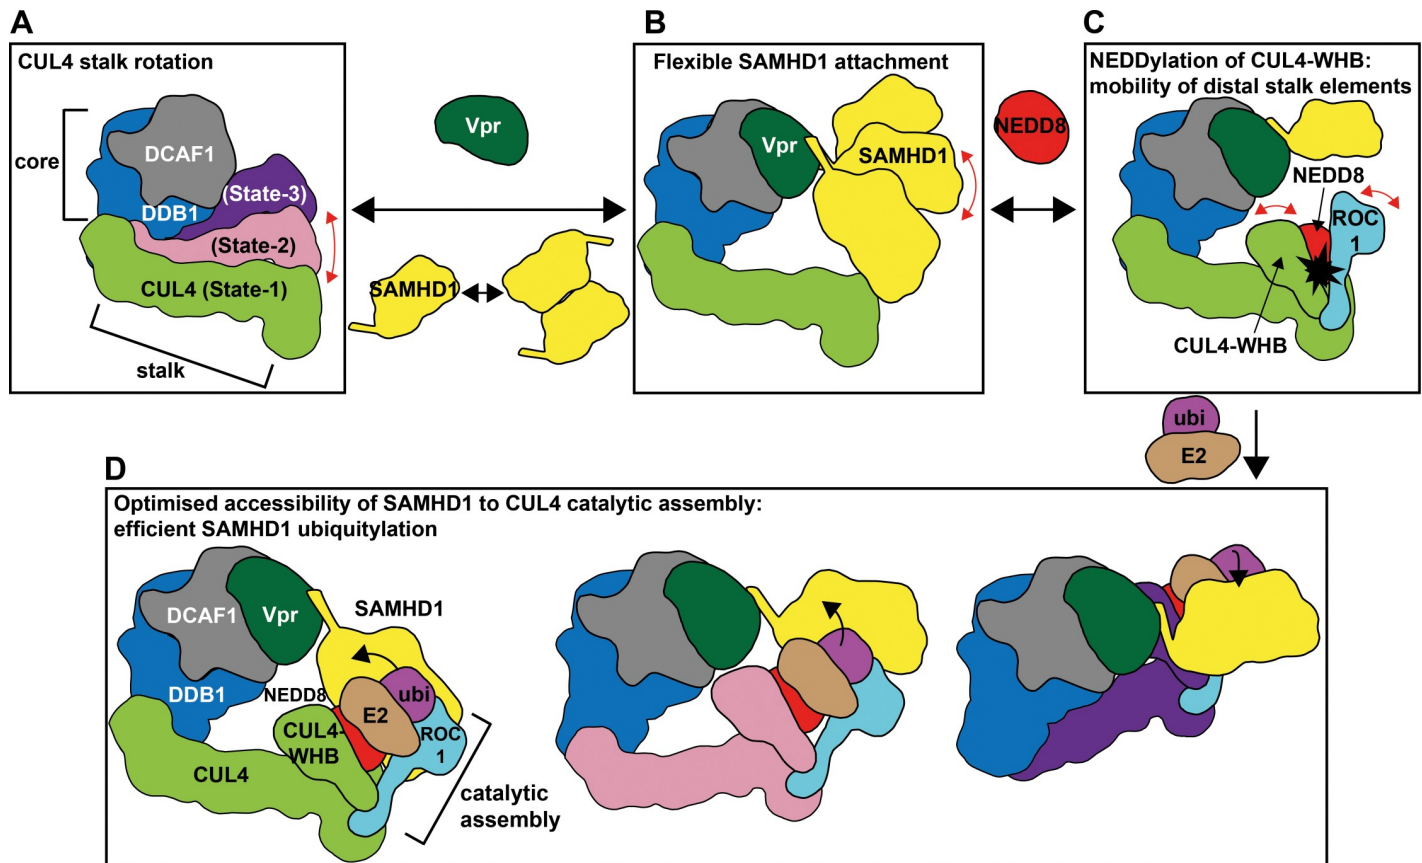 A
CUL4 stalk rotation
core
DCAF1
DDB1
(State-3)
(State-2)
CUL4 (State-1)
stalk
Vpr
SAMHD1
B
Flexible SAMHD1 attachment
Vpr
SAMHD1
NEDD8
C
NEDDylation of CUL4-WHB:
mobility of distal stalk elements
NEDD8
ROC
1
CUL4-WHB
ubi
E2
D
Optimised accessibility of SAMHD1 to CUL4 catalytic assembly:
efficient SAMHD1 ubiquitylation
DCAF1
Vpr
SAMHD1
DDB1
NEDD8
ubi
E2
CUL4-
WHB
ROC
1
CUL4
catalytic
assembly